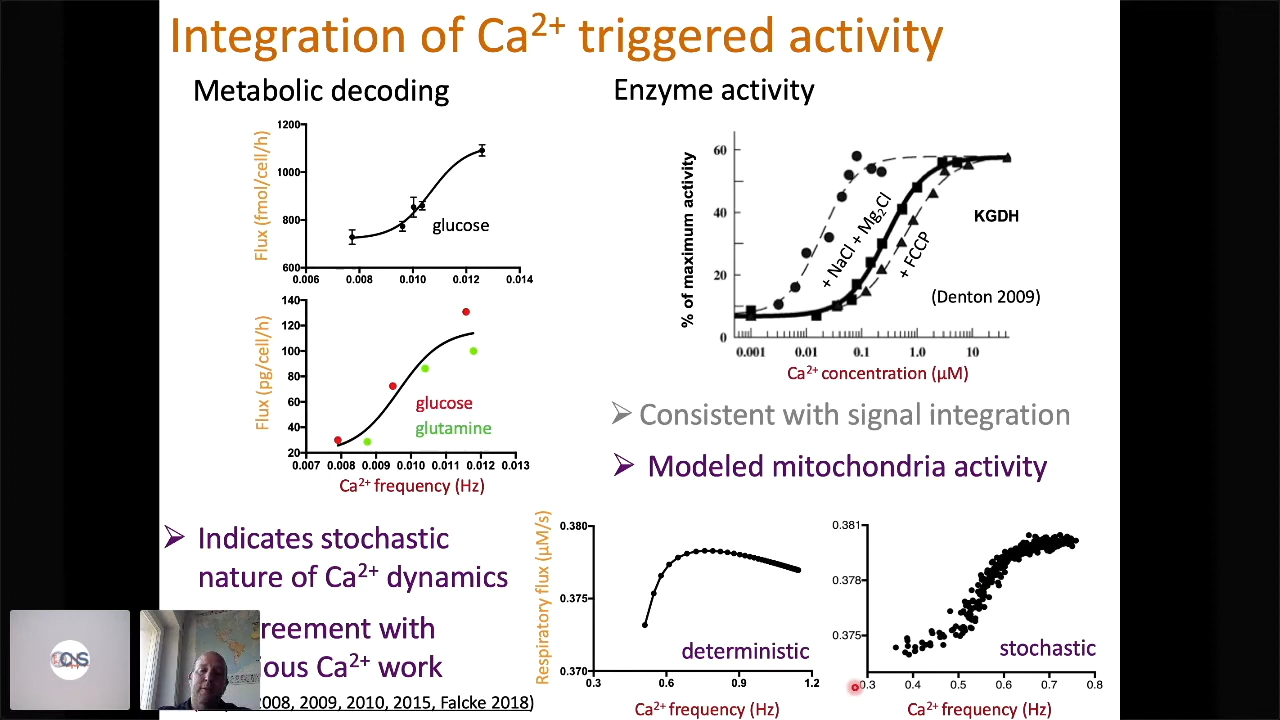 Integration of Ca2+ triggered activity
Metabolic decoding
Flux (fmol/cell/h)
1200
1000
800
600
glucose
0.006 0.008 0.010 0.012 0.014
Flux (pg/cell/h)
140
120
100
80
60
40
20
glucose
glutamine
0.007 0.008 0.009 0.010 0.011 0.012 0.013
Ca2+ frequency (Hz)
Enzyme activity
% of maximum activity
60
40
20
0
+ NaCl + Mg2Cl
+ FCCP
KGDH
(Denton 2009)
0.001 0.01 0.1 1.0 10
Ca2+ concentration (μM)
➢ Consistent with signal integration
➢ Modeled mitochondria activity
➢ Indicates stochastic
nature of Ca2+ dynamics
reement with
ous Ca2+ work
008, 2009, 2010, 2015, Falcke 2018)
Respiratory flux (μM/s)
0.380
0.375
0.370
deterministic
0.3 0.6 0.9 1.2
Ca2+ frequency (Hz)
0.381
0.378
0.375
stochastic
0.3 0.4 0.5 0.6 0.7 0.8
Ca2+ frequency (Hz)